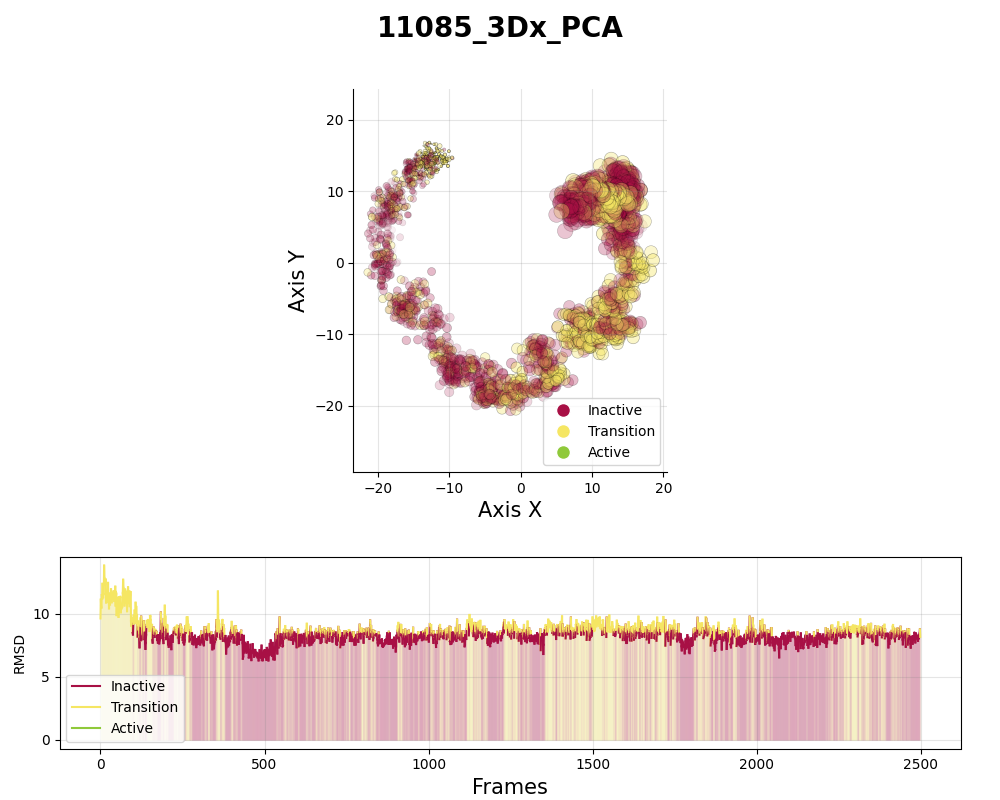 11085_3Dx_PCA
20
10
0
−10
−20
Axis Y
Inactive
Transition
Active
−20 −10 0 10 20
Axis X
10
5
0
RMSD
Inactive
Transition
Active
0 500 1000 1500 2000 2500
Frames